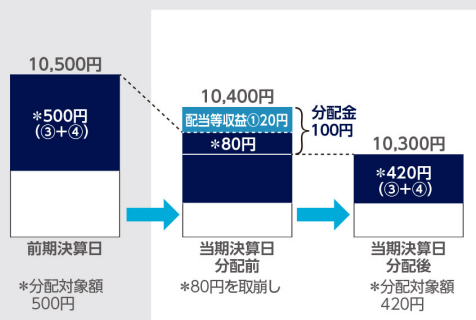 10,500円
*500円
(③+④)
前期決算日
*分配対象額
500円
10,400円
配当等収益①20円
*80円
分配金
100円
当期決算日
分配前
*80円を取崩し
10,300円
*420円
(③+④)
当期決算日
分配後
*分配対象額
420円